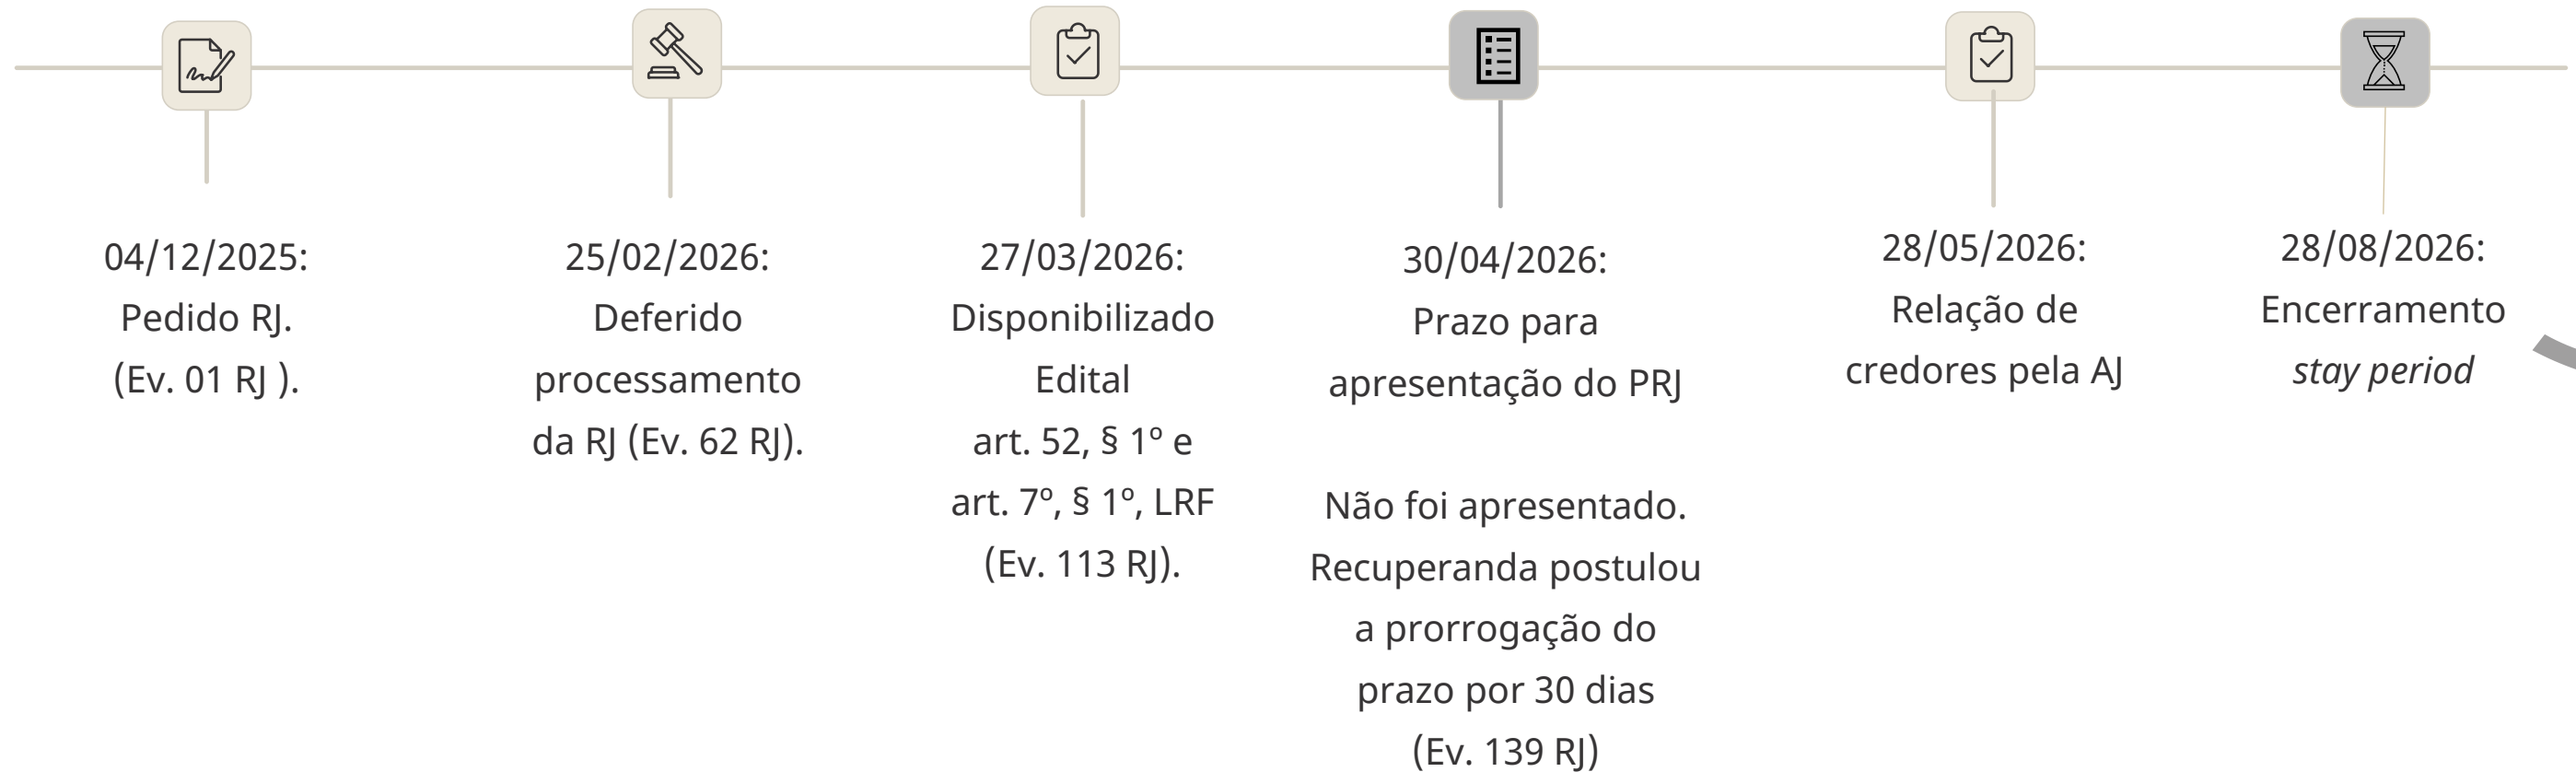 04/12/2025:
Pedido RJ.
(Ev. 01 RJ ).
25/02/2026:
Deferido
processamento
da RJ (Ev. 62 RJ).
27/03/2026:
Disponibilizado
Edital
art. 52, § 1º e
art. 7º, § 1º, LRF
(Ev. 113 RJ).
30/04/2026:
Prazo para
apresentação do PRJ
Não foi apresentado.
Recuperanda postulou
a prorrogação do
prazo por 30 dias
(Ev. 139 RJ)
28/05/2026:
Relação de
credores pela AJ
28/08/2026:
Encerramento
stay period